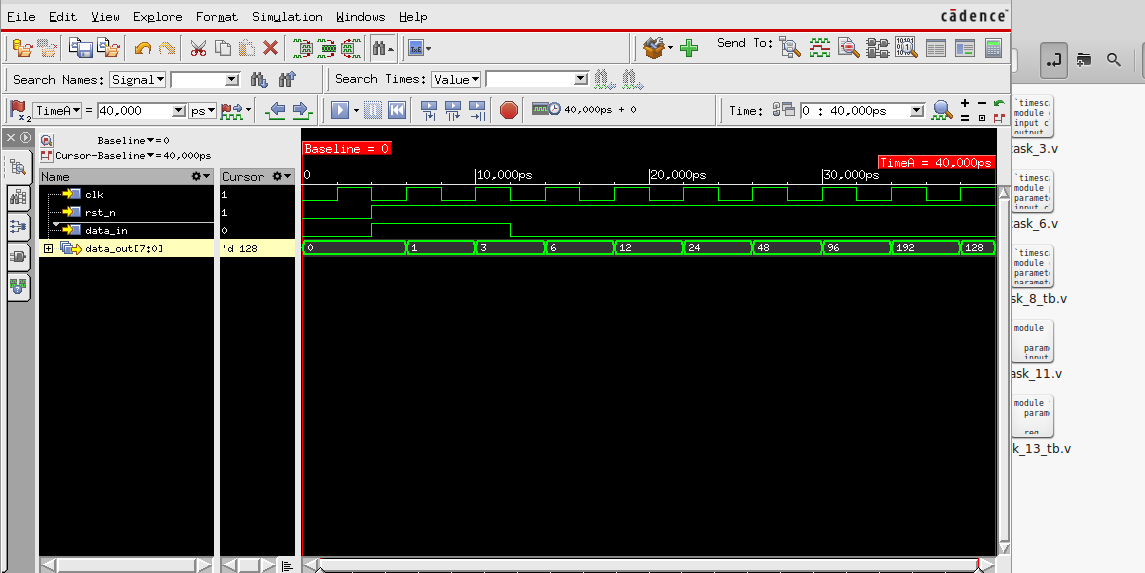 File Edit View Explore Format Simulation Windows Help cādence™
Send To:
Search Names: Signal Search Times: Value
TimeA = 40,000 ps 40,000ps + 0 Time: 0 : 40,000ps
Baseline = 0
Cursor-Baseline = 40,000ps
Name Cursor
clk 1
rst_n 1
data_in 0
data_out[7:0] 'd 128
Baseline = 0
TimeA = 40,000ps
0 10,000ps 20,000ps 30,000ps
0 1 3 6 12 24 48 96 192 128
`timesc
module
input c
output
ask_3.v
`timesc
module
paramet
input c
ask_6.v
`timesc
module
paramet
paramet
sk_8_tb.v
module
param
input
ask_11.v
module
param
reg
k_13_tb.v